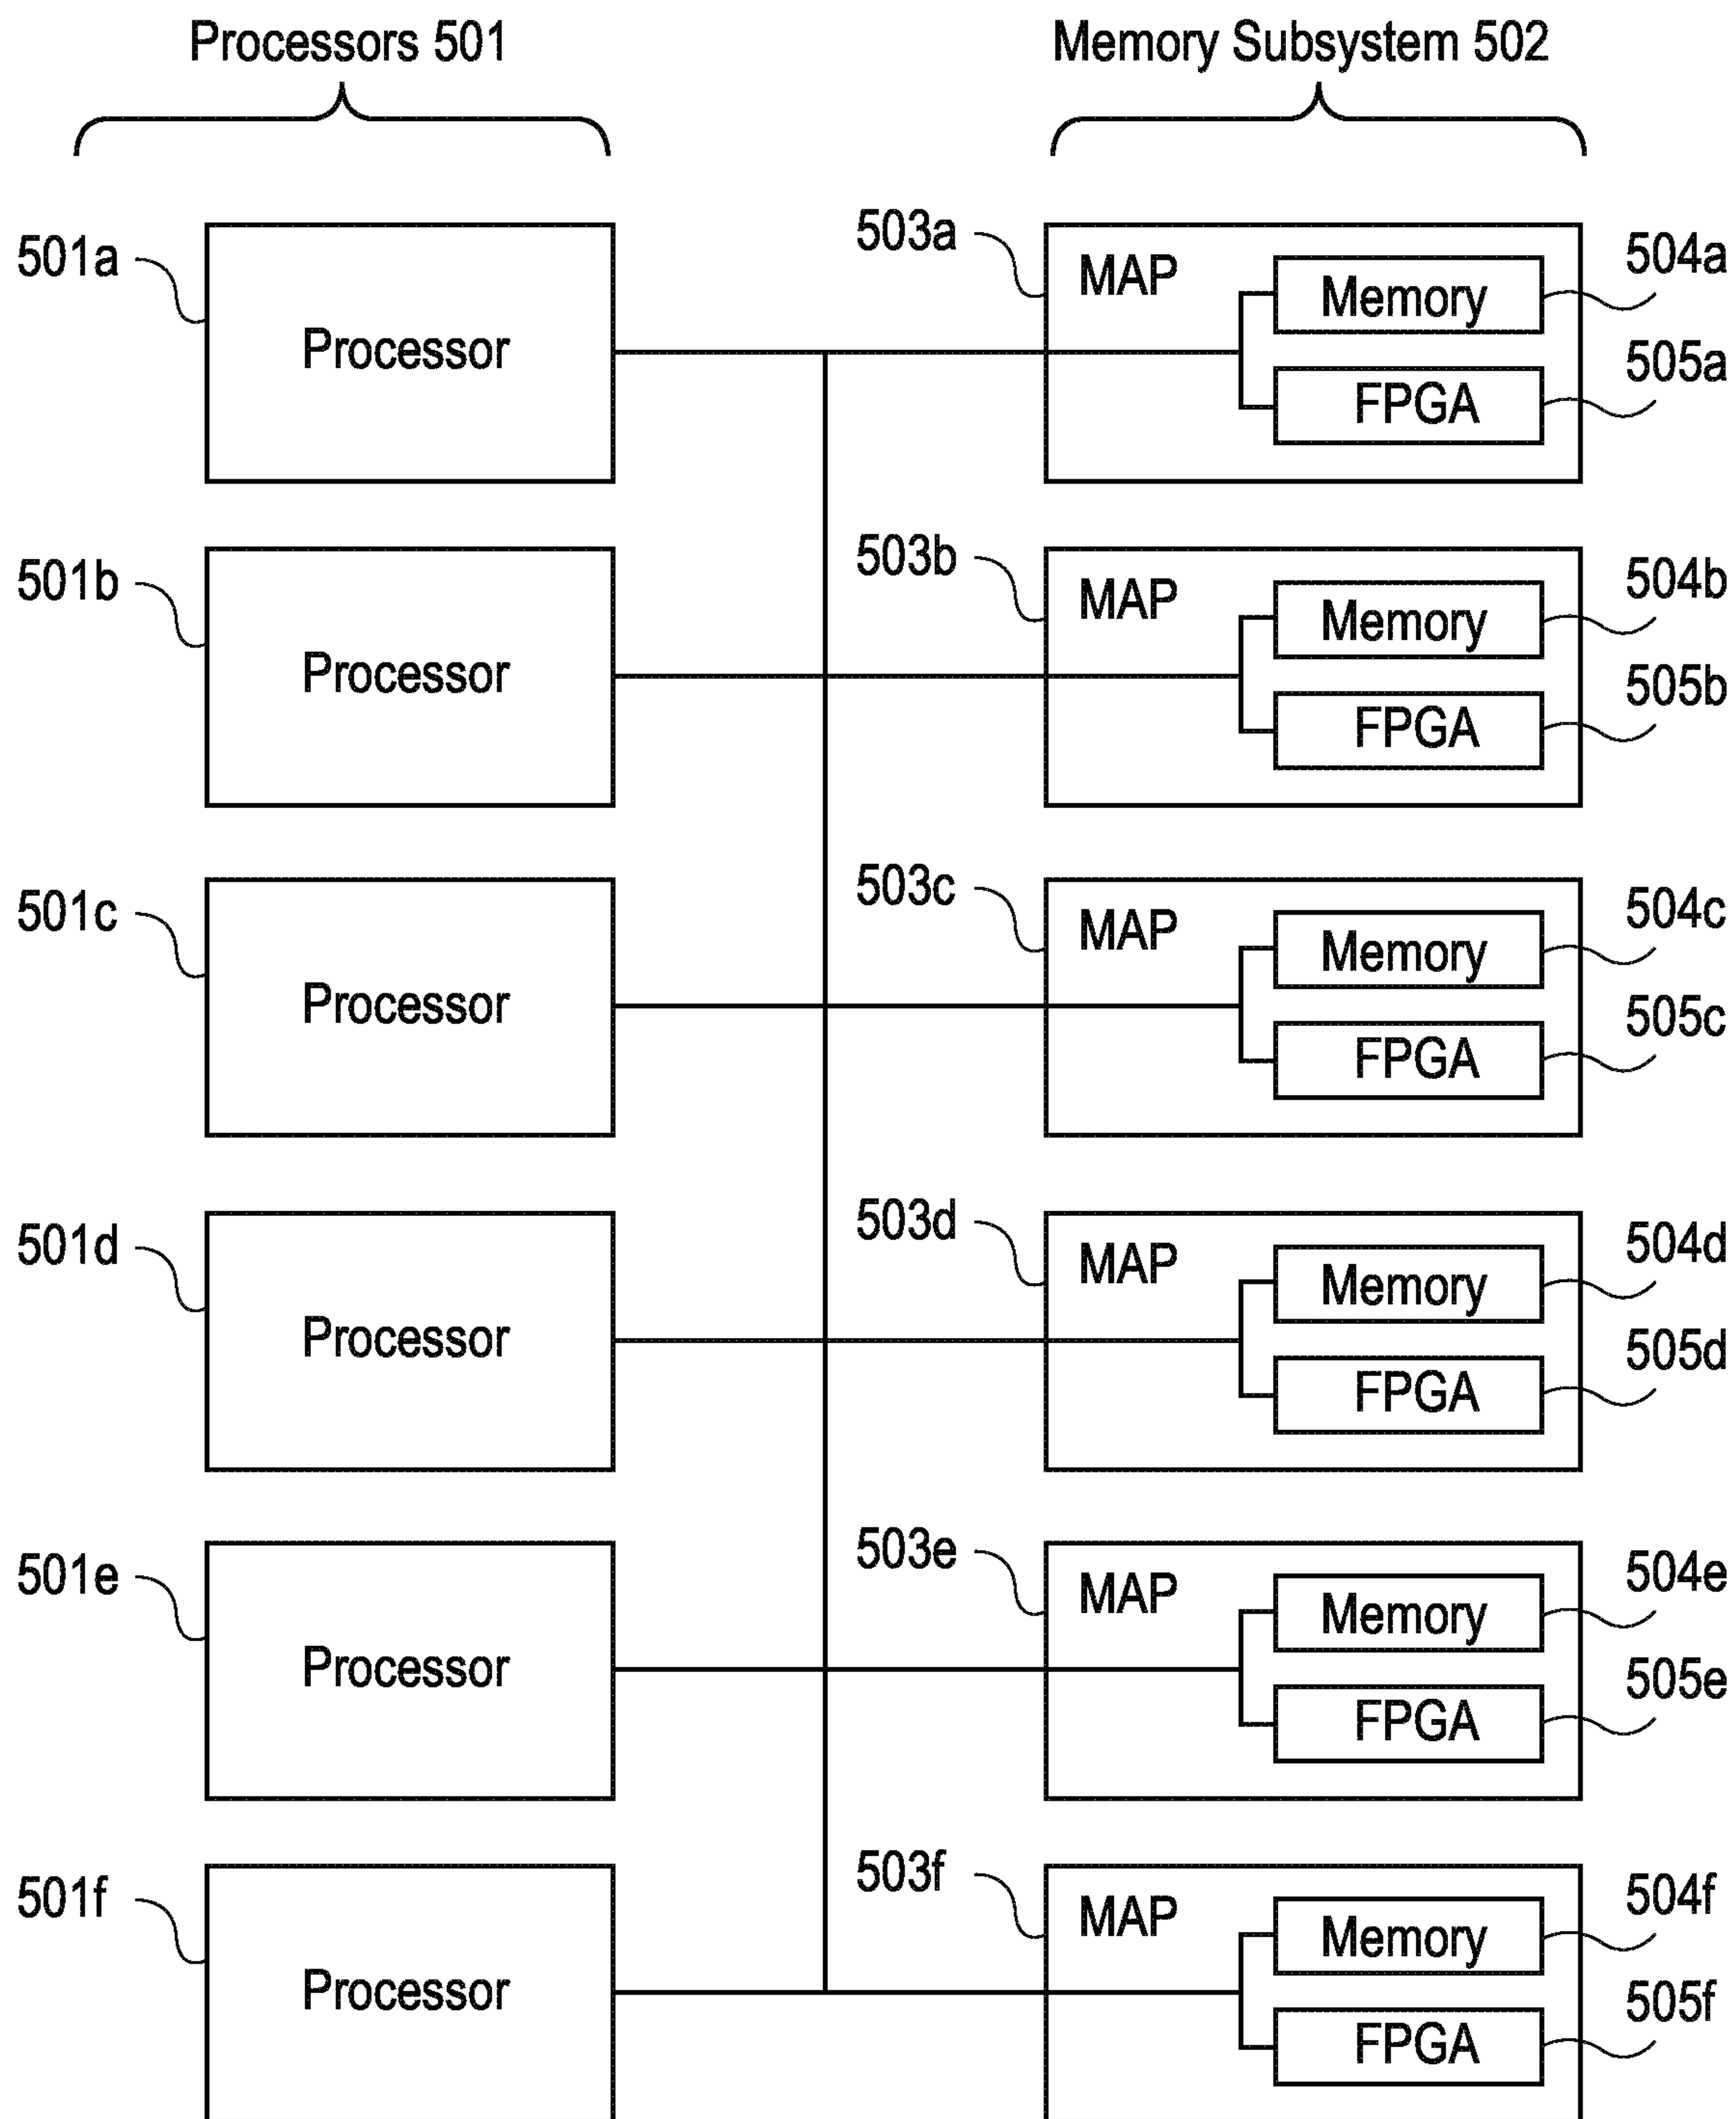 Processors 501
Memory Subsystem 502
501a
Processor
503a
MAP
Memory
504a
FPGA
505a
501b
Processor
503b
MAP
Memory
504b
FPGA
505b
501c
Processor
503c
MAP
Memory
504c
FPGA
505c
501d
Processor
503d
MAP
Memory
504d
FPGA
505d
501e
Processor
503e
MAP
Memory
504e
FPGA
505e
501f
Processor
503f
MAP
Memory
504f
FPGA
505f